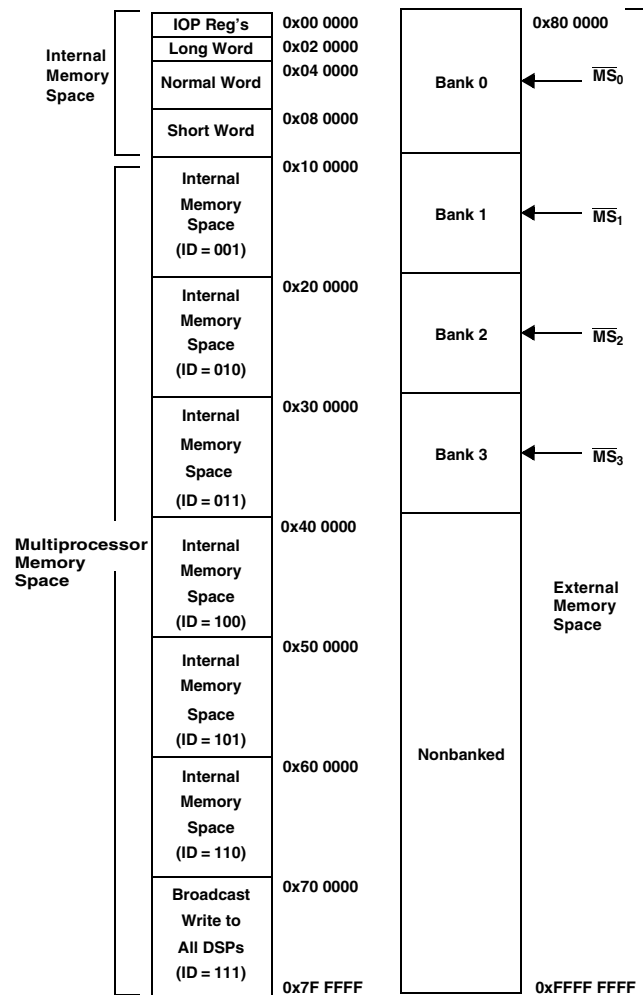 Internal
Memory
Space
Multiprocessor
Memory
Space
IOP Reg's
0x00 0000
Long Word
0x02 0000
Normal Word
0x04 0000
Short Word
0x08 0000
Internal
Memory
Space
(ID = 001)
0x10 0000
Internal
Memory
Space
(ID = 010)
0x20 0000
Internal
Memory
Space
(ID = 011)
0x30 0000
Internal
Memory
Space
(ID = 100)
0x40 0000
Internal
Memory
Space
(ID = 101)
0x50 0000
Internal
Memory
Space
(ID = 110)
0x60 0000
Broadcast
Write to
All DSPs
(ID = 111)
0x70 0000
0x7F FFFF
Bank 0
0x80 0000
MS0
Bank 1
MS1
Bank 2
MS2
Bank 3
MS3
Nonbanked
External
Memory
Space
0xFFFF FFFF